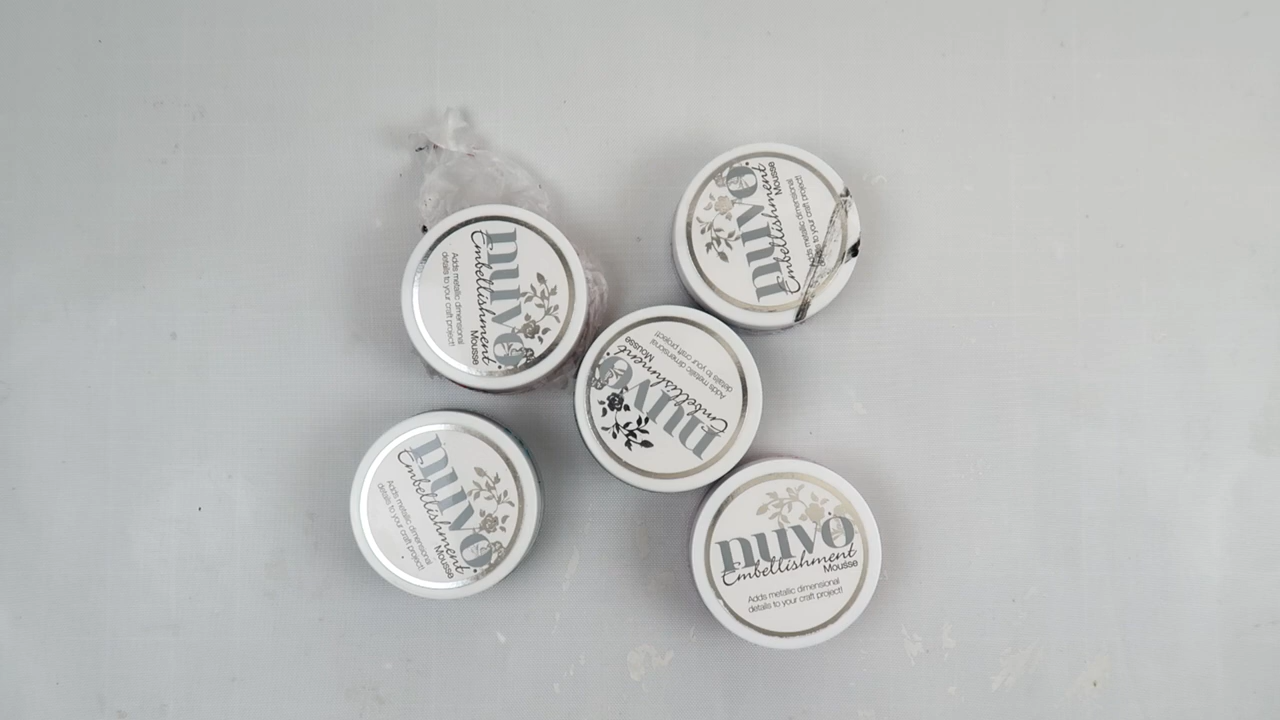 nuvo
Embellishment
Mousse
Adds metallic dimensional
details to your craft project!
nuvo
Embellishment
Mousse
Adds metallic dimensional
to your craft project!
nuvo
Embellishment
Mousse
Adds metallic dimensional
details to your craft project!
nuvo
Embellishment
Mousse
Adds metallic dimensional
details to your craft project!
nuvo
Embellishment
Mousse
Adds metallic dimensional
details to your craft project!